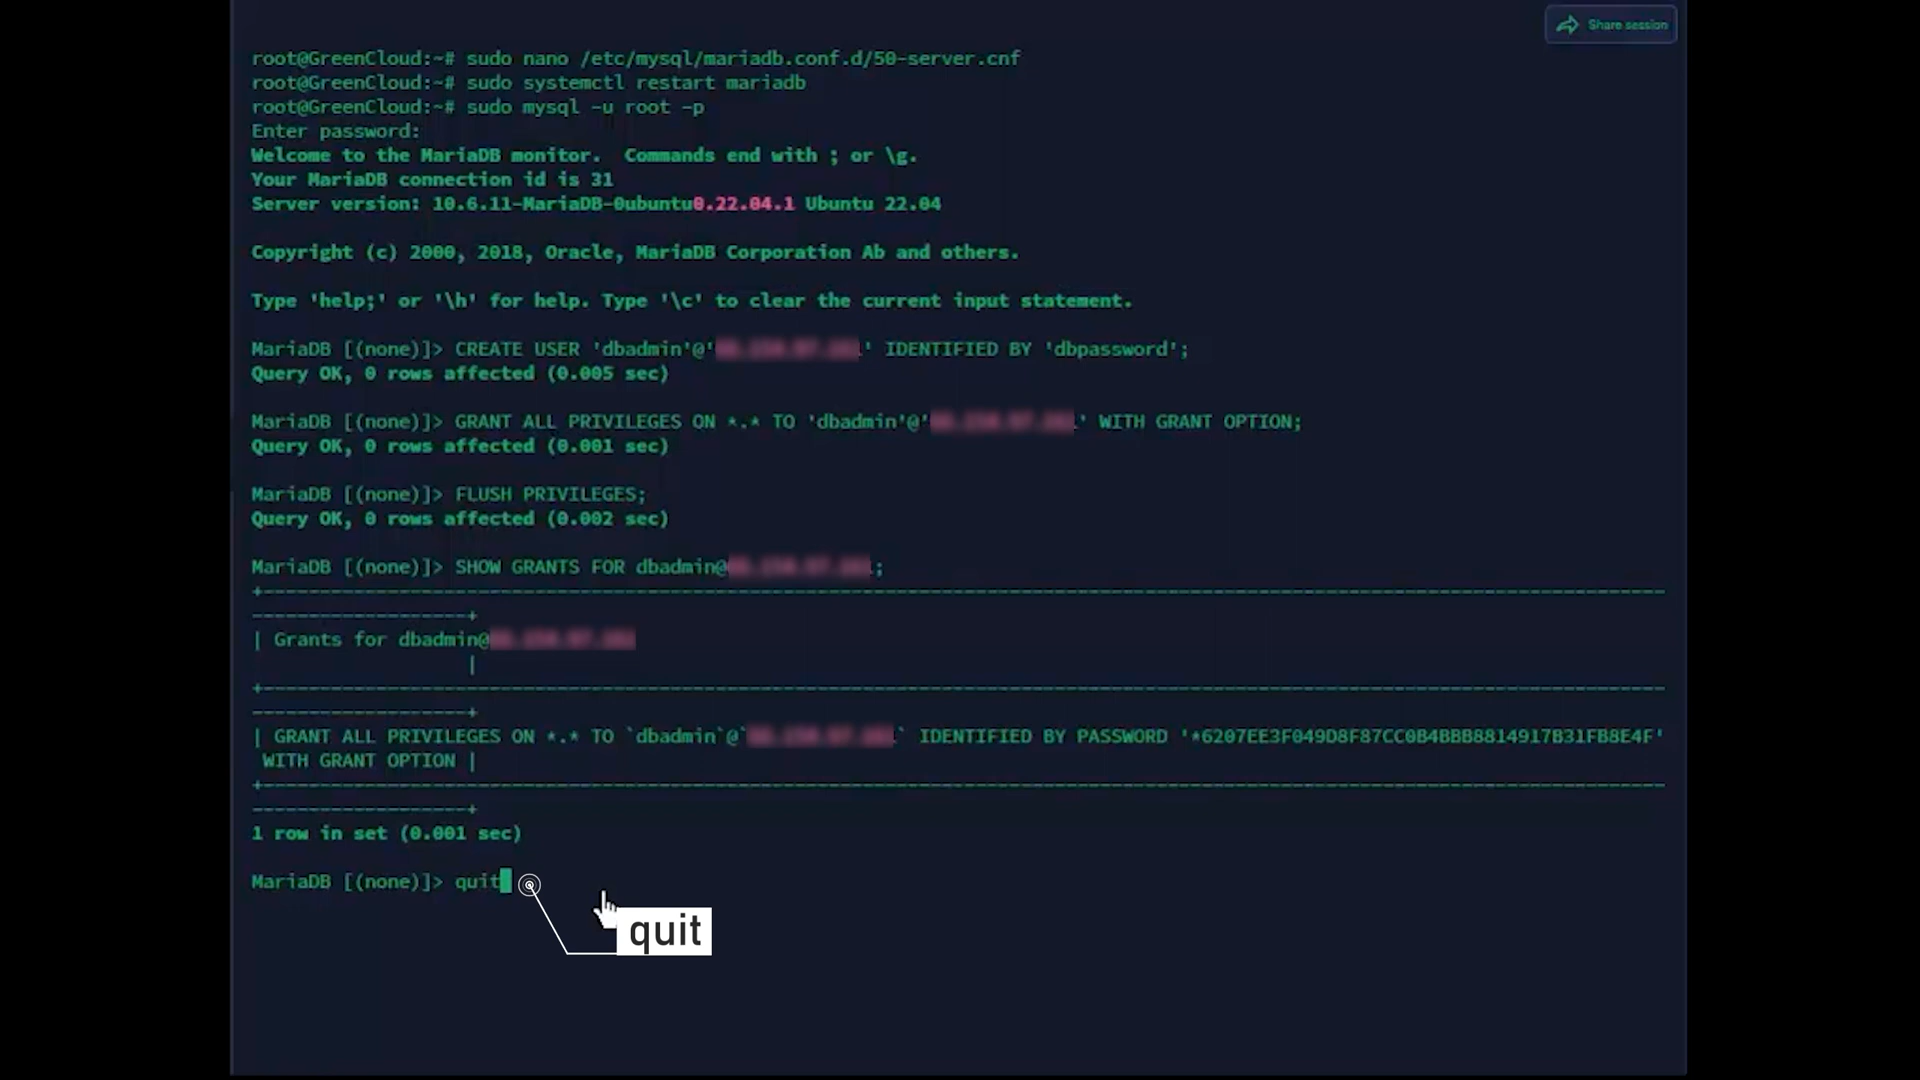 Share session
root@GreenCloud:~# sudo nano /etc/mysql/mariadb.conf.d/50-server.cnf
root@GreenCloud:~# sudo systemctl restart mariadb
root@GreenCloud:~# sudo mysql -u root -p
Enter password:
Welcome to the MariaDB monitor.  Commands end with ; or \g.
Your MariaDB connection id is 31
Server version: 10.6.11-MariaDB-0ubuntu0.22.04.1 Ubuntu 22.04
Copyright (c) 2000, 2018, Oracle, MariaDB Corporation Ab and others.
Type 'help;' or '\h' for help. Type '\c' to clear the current input statement.
MariaDB [(none)]> CREATE USER 'dbadmin'@'' IDENTIFIED BY 'dbpassword';
Query OK, 0 rows affected (0.005 sec)
MariaDB [(none)]> GRANT ALL PRIVILEGES ON *.* TO 'dbadmin'@'' WITH GRANT OPTION;
Query OK, 0 rows affected (0.001 sec)
MariaDB [(none)]> FLUSH PRIVILEGES;
Query OK, 0 rows affected (0.002 sec)
MariaDB [(none)]> SHOW GRANTS FOR dbadmin@;
| Grants for dbadmin@
|
| GRANT ALL PRIVILEGES ON *.* TO `dbadmin`@`` IDENTIFIED BY PASSWORD '*6207EE3F049D8F87CC0B4BBB8814917B31FB8E4F'
WITH GRANT OPTION |
1 row in set (0.001 sec)
MariaDB [(none)]> quit
quit